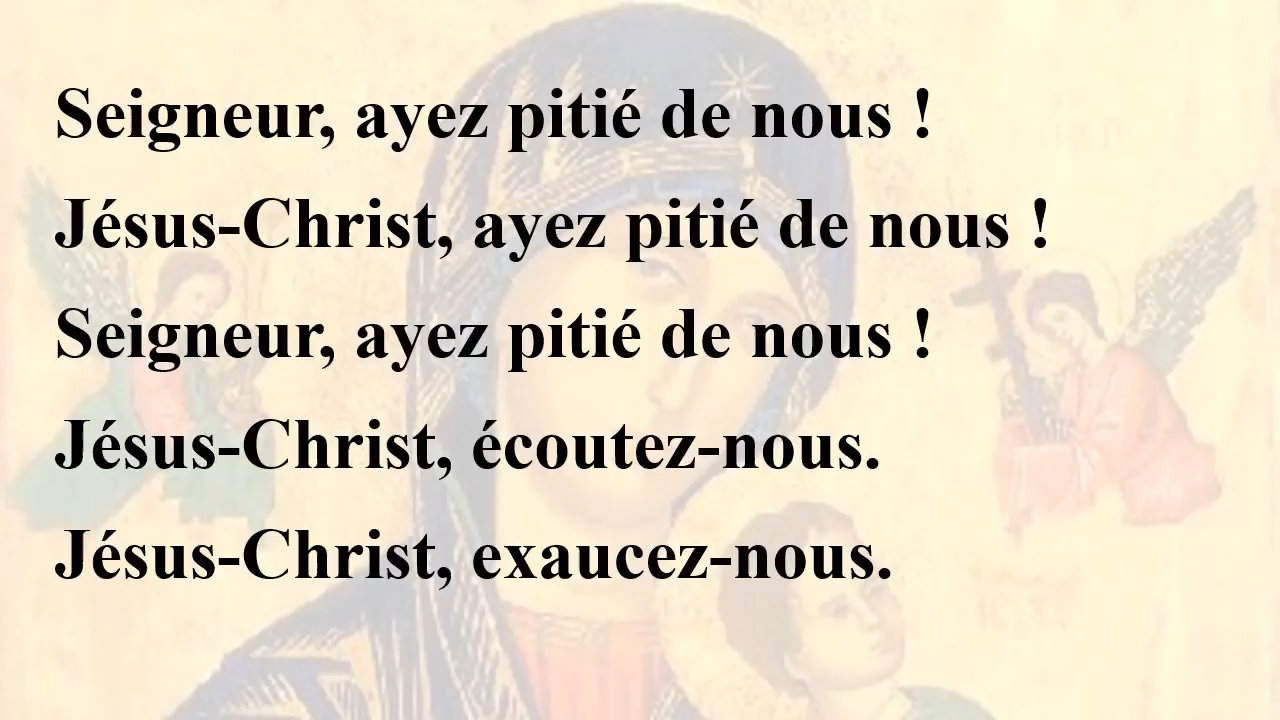 Seigneur, ayez pitié de nous !
Jésus-Christ, ayez pitié de nous !
Seigneur, ayez pitié de nous !
Jésus-Christ, écoutez-nous.
Jésus-Christ, exaucez-nous.